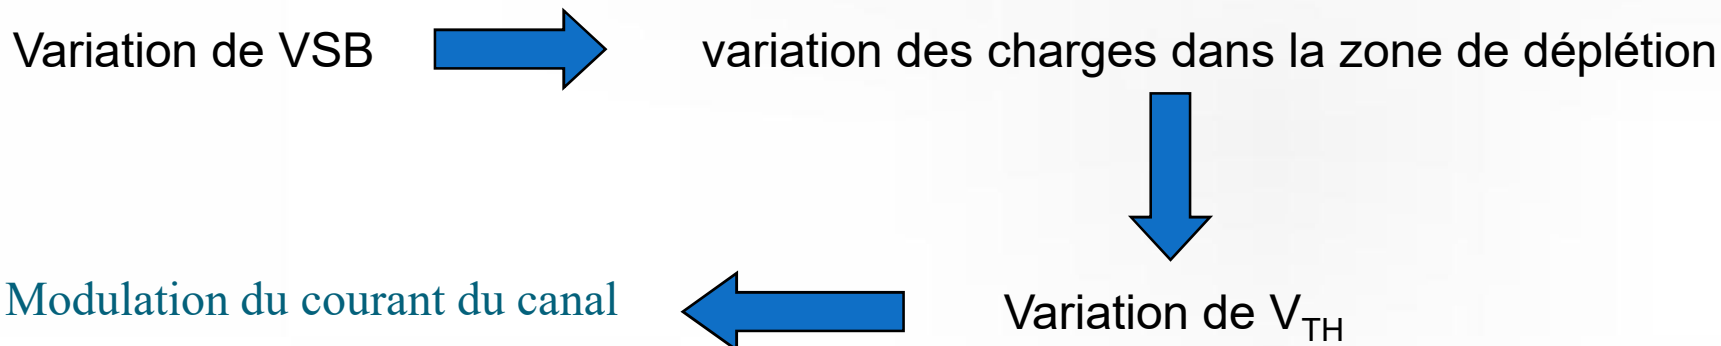 Variation de VSB
variation des charges dans la zone de déplétion
Variation de VTH
Modulation du courant du canal